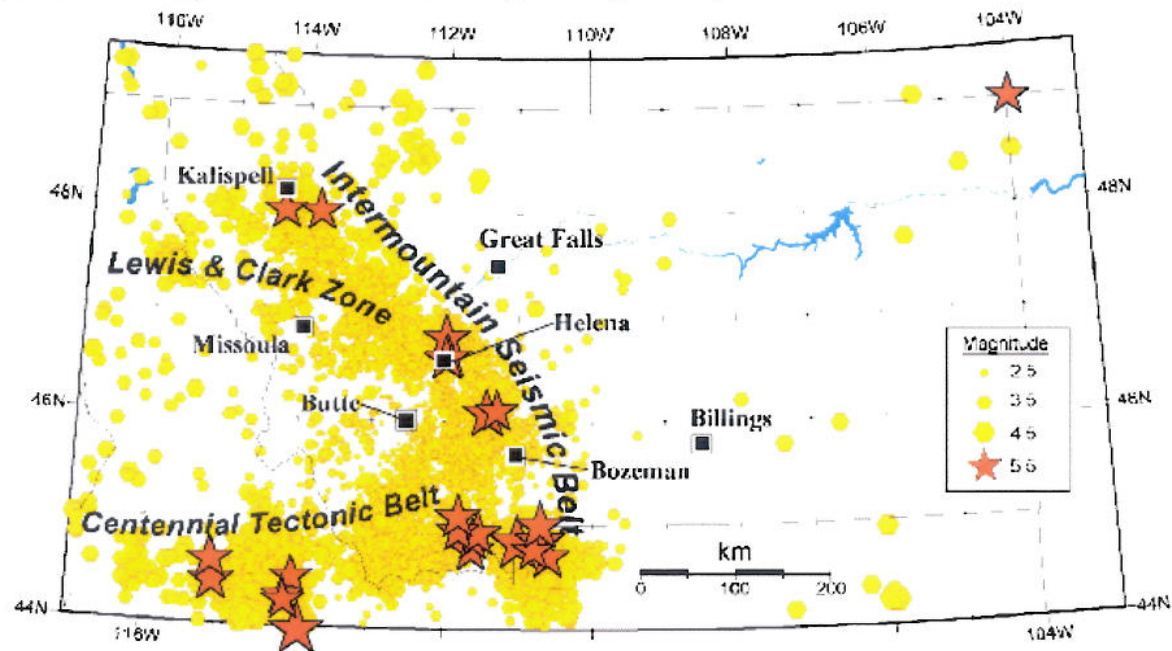 116W 114W 112W 110W 108W 106W 104W
Kalispell
48N
48N
Intermountain Seismic Belt
Great Falls
Lewis & Clark Zone
Helena
Missoula
Magnitude
2.5
3.5
4.5
5.5
46N
46N
Butte
Billings
Bozeman
Centennial Tectonic Belt
km
0 100 200
44N
44N
116W
104W